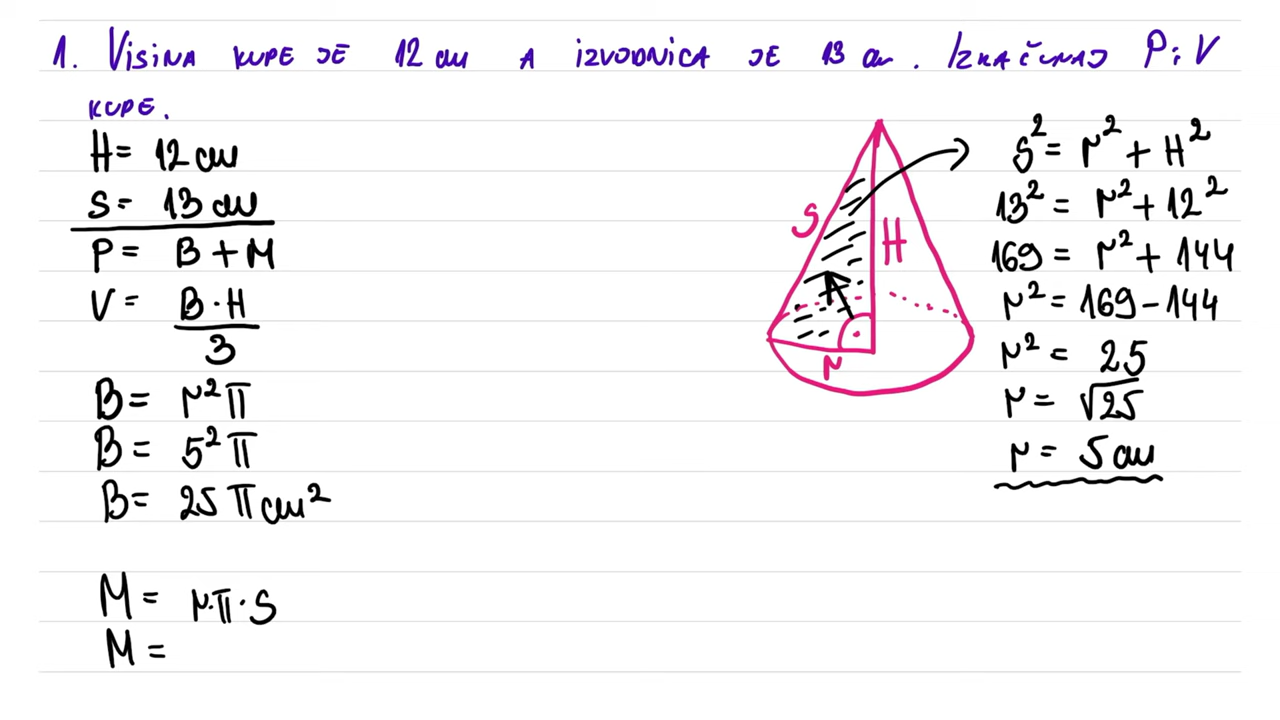 1. VISINA KUPE JE 12 cm A IZVODNICA JE 13 cm. IZRAČUNAJ P i V
KUPE.
H = 12 cm
S = 13 cm
P = B + M
V = B · H
3
B = r²π
B = 5²π
B = 25π cm²
M = r·π·S
M =
S
H
r
S² = r² + H²
13² = r² + 12²
169 = r² + 144
r² = 169 - 144
r² = 25
r = √25
r = 5 cm